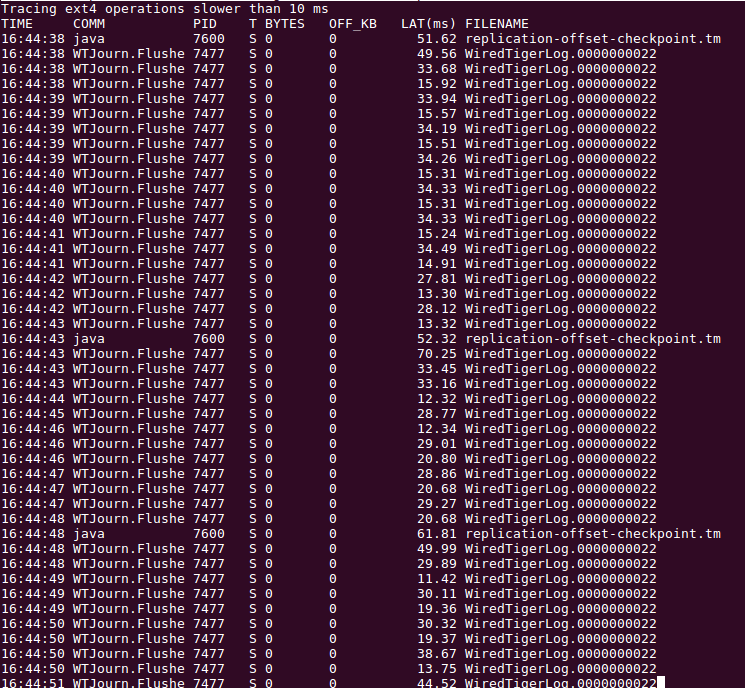 Tracing ext4 operations slower than 10 ms
TIME     COMM           PID    T BYTES   OFF_KB   LAT(ms) FILENAME
16:44:38 java           7600   S 0       0          51.62 replication-offset-checkpoint.tm
16:44:38 WTJourn.Flushe 7477   S 0       0          49.56 WiredTigerLog.0000000022
16:44:38 WTJourn.Flushe 7477   S 0       0          33.68 WiredTigerLog.0000000022
16:44:38 WTJourn.Flushe 7477   S 0       0          15.92 WiredTigerLog.0000000022
16:44:39 WTJourn.Flushe 7477   S 0       0          33.94 WiredTigerLog.0000000022
16:44:39 WTJourn.Flushe 7477   S 0       0          15.57 WiredTigerLog.0000000022
16:44:39 WTJourn.Flushe 7477   S 0       0          34.19 WiredTigerLog.0000000022
16:44:39 WTJourn.Flushe 7477   S 0       0          15.51 WiredTigerLog.0000000022
16:44:39 WTJourn.Flushe 7477   S 0       0          34.26 WiredTigerLog.0000000022
16:44:40 WTJourn.Flushe 7477   S 0       0          15.31 WiredTigerLog.0000000022
16:44:40 WTJourn.Flushe 7477   S 0       0          34.33 WiredTigerLog.0000000022
16:44:40 WTJourn.Flushe 7477   S 0       0          15.31 WiredTigerLog.0000000022
16:44:40 WTJourn.Flushe 7477   S 0       0          34.33 WiredTigerLog.0000000022
16:44:41 WTJourn.Flushe 7477   S 0       0          15.24 WiredTigerLog.0000000022
16:44:41 WTJourn.Flushe 7477   S 0       0          34.49 WiredTigerLog.0000000022
16:44:41 WTJourn.Flushe 7477   S 0       0          14.91 WiredTigerLog.0000000022
16:44:42 WTJourn.Flushe 7477   S 0       0          27.81 WiredTigerLog.0000000022
16:44:42 WTJourn.Flushe 7477   S 0       0          13.30 WiredTigerLog.0000000022
16:44:42 WTJourn.Flushe 7477   S 0       0          28.12 WiredTigerLog.0000000022
16:44:43 WTJourn.Flushe 7477   S 0       0          13.32 WiredTigerLog.0000000022
16:44:43 java           7600   S 0       0          52.32 replication-offset-checkpoint.tm
16:44:43 WTJourn.Flushe 7477   S 0       0          70.25 WiredTigerLog.0000000022
16:44:43 WTJourn.Flushe 7477   S 0       0          33.45 WiredTigerLog.0000000022
16:44:43 WTJourn.Flushe 7477   S 0       0          33.16 WiredTigerLog.0000000022
16:44:44 WTJourn.Flushe 7477   S 0       0          12.32 WiredTigerLog.0000000022
16:44:45 WTJourn.Flushe 7477   S 0       0          28.77 WiredTigerLog.0000000022
16:44:46 WTJourn.Flushe 7477   S 0       0          12.34 WiredTigerLog.0000000022
16:44:46 WTJourn.Flushe 7477   S 0       0          29.01 WiredTigerLog.0000000022
16:44:46 WTJourn.Flushe 7477   S 0       0          20.80 WiredTigerLog.0000000022
16:44:47 WTJourn.Flushe 7477   S 0       0          28.86 WiredTigerLog.0000000022
16:44:47 WTJourn.Flushe 7477   S 0       0          20.68 WiredTigerLog.0000000022
16:44:47 WTJourn.Flushe 7477   S 0       0          29.27 WiredTigerLog.0000000022
16:44:48 WTJourn.Flushe 7477   S 0       0          20.68 WiredTigerLog.0000000022
16:44:48 java           7600   S 0       0          61.81 replication-offset-checkpoint.tm
16:44:48 WTJourn.Flushe 7477   S 0       0          49.99 WiredTigerLog.0000000022
16:44:48 WTJourn.Flushe 7477   S 0       0          29.89 WiredTigerLog.0000000022
16:44:49 WTJourn.Flushe 7477   S 0       0          11.42 WiredTigerLog.0000000022
16:44:49 WTJourn.Flushe 7477   S 0       0          30.11 WiredTigerLog.0000000022
16:44:49 WTJourn.Flushe 7477   S 0       0          19.36 WiredTigerLog.0000000022
16:44:50 WTJourn.Flushe 7477   S 0       0          30.32 WiredTigerLog.0000000022
16:44:50 WTJourn.Flushe 7477   S 0       0          19.37 WiredTigerLog.0000000022
16:44:50 WTJourn.Flushe 7477   S 0       0          38.67 WiredTigerLog.0000000022
16:44:50 WTJourn.Flushe 7477   S 0       0          13.75 WiredTigerLog.0000000022
16:44:51 WTJourn.Flushe 7477   S 0       0          44.52 WiredTigerLog.0000000022